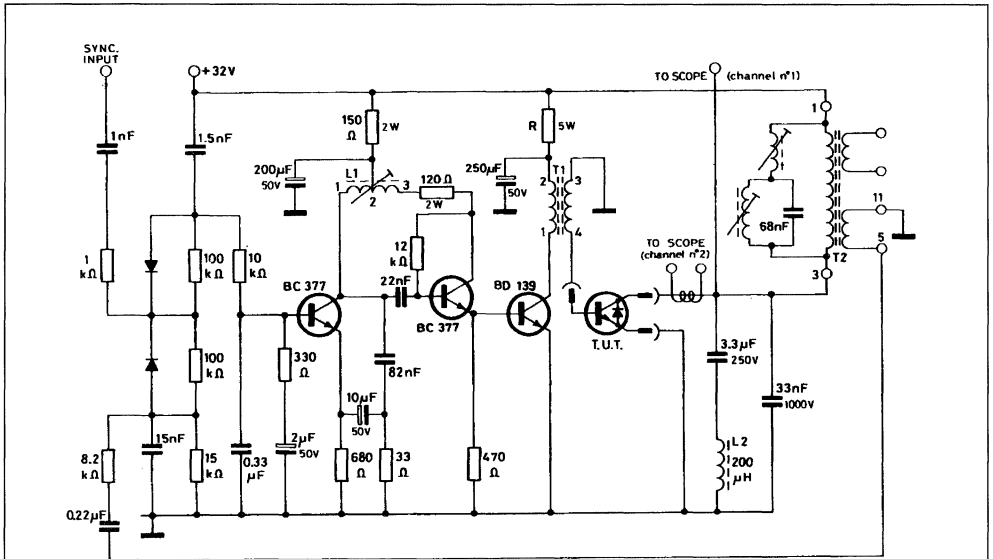 SYNC.
INPUT
+32V
TO SCOPE (channel n°1)
1
1nF
1.5nF
150
Ω
2W
R
5W
200µF
50V
L1
1
2
3
120Ω
2W
250µF
50V
T1
2
3
1
4
68nF
11
5
T2
3
1
kΩ
100
kΩ
10
kΩ
12
kΩ
22nF
BC 377
BC 377
BD 139
TO SCOPE
(channel n°2)
T.U.T.
100
kΩ
330
Ω
82nF
3.3µF
250V
33nF
1000V
10µF
50V
15nF
2µF
50V
L2
200
µH
8.2
kΩ
15
kΩ
0.33
µF
680
Ω
33
Ω
470
Ω
0.22µF